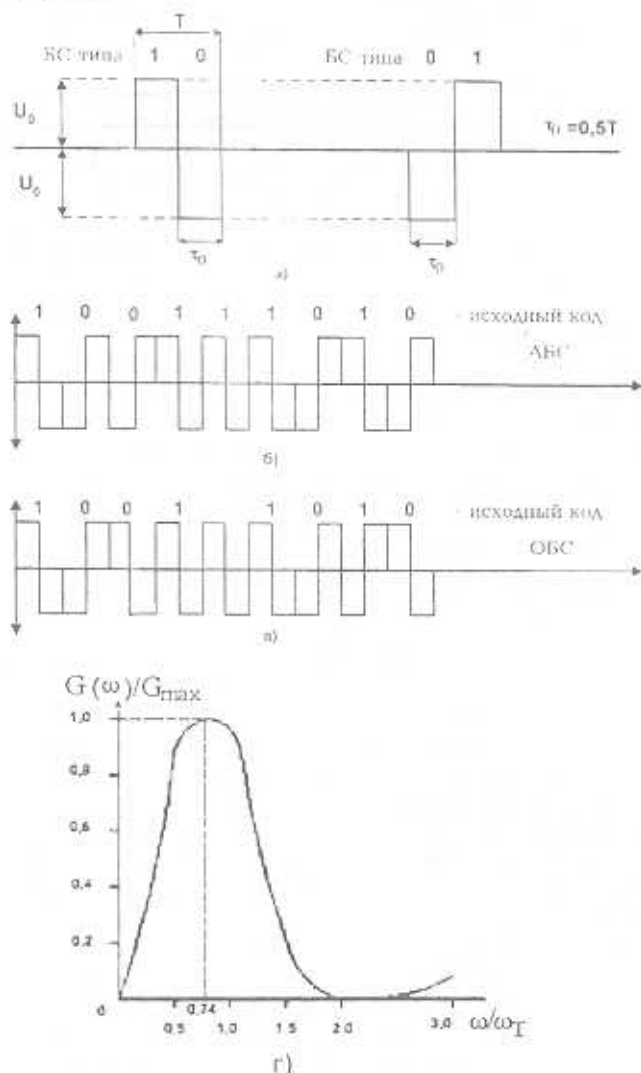 T
БС типа 1 0
БС типа 0 1
U₀
τ₀ =0,5T
U₀
τ₀
τ₀
а)
1 0 0 1 1 1 0 1 0
исходный код
АБС
б)
1 0 0 1 1 0 1 0
исходный код
ОБС
в)
G(ω)/Gmax
1,0
0,8
0,6
0,4
0,2
0
0,74
0,5 1,0 1 5 2,0 3,0 ω/ωT
г)